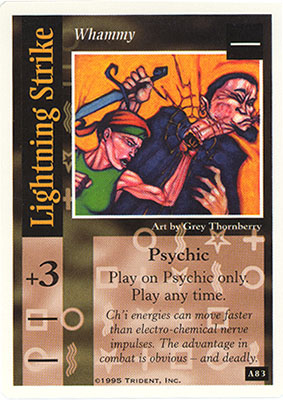 Whammy
Lightning Strike
Art by Grey Thornberry
+3
Psychic
Play on Psychic only.
Play any time.
Ch'i energies can move faster
than electro-chemical nerve
impulses. The advantage in
combat is obvious – and deadly.
©1995 TRIDENT, INC.
A83